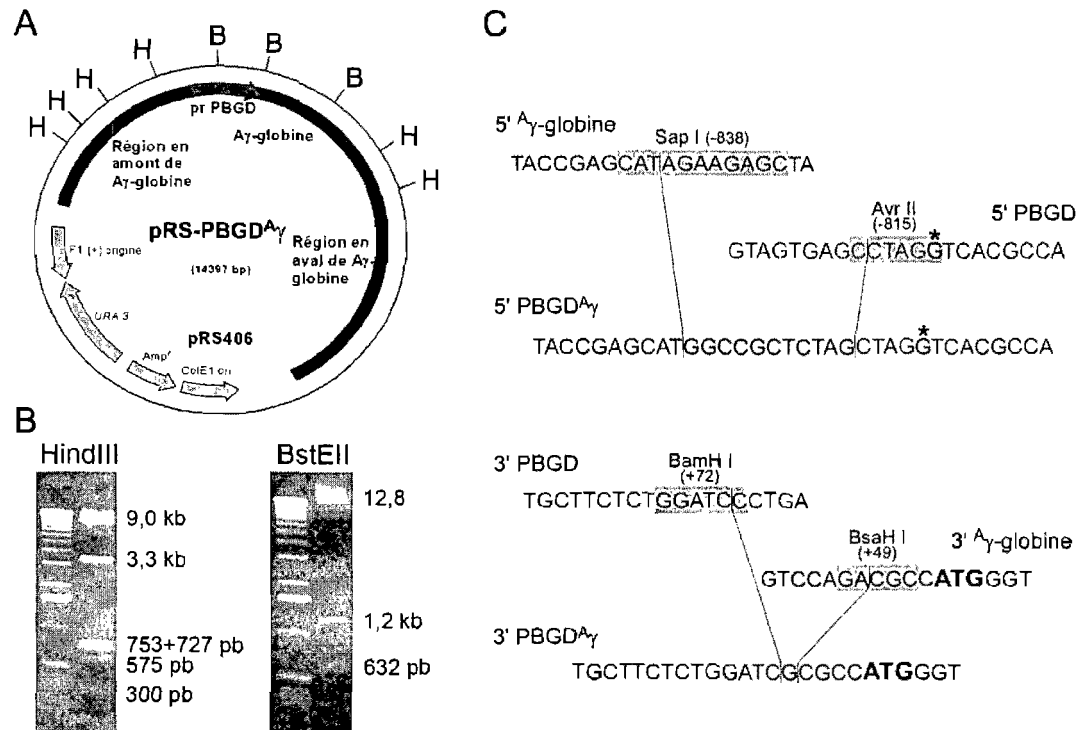 A
H H H H B B B H H
pr PBGD
Aγ-globine
Région en
amont de
Aγ-globine
pRS-PBGDAγ
(14397 bp)
Région en
aval de Aγ-
globine
F1 (+) origine
URA 3
pRS406
Ampr
ColE1 ori
B
HindIII
9,0 kb
3,3 kb
753+727 pb
575 pb
300 pb
BstEII
12,8
1,2 kb
632 pb
C
5' Aγ-globine
Sap I (-838)
TACCGAGCATAGAAGAGCTA
Avr II
(-815)
5' PBGD
*
GTAGTGAGCCTAGGTCACGCCA
5' PBGDAγ
*
TACCGAGCATGGCCGCTCTAGCTAGGTCACGCCA
3' PBGD
BamH I
(+72)
TGCTTCTCTGGATCCCTGA
BsaH I
(+49)
3' Aγ-globine
GTCCAGACGCCATGGGT
3' PBGDAγ
TGCTTCTCTGGATCGCGCCATGGGT